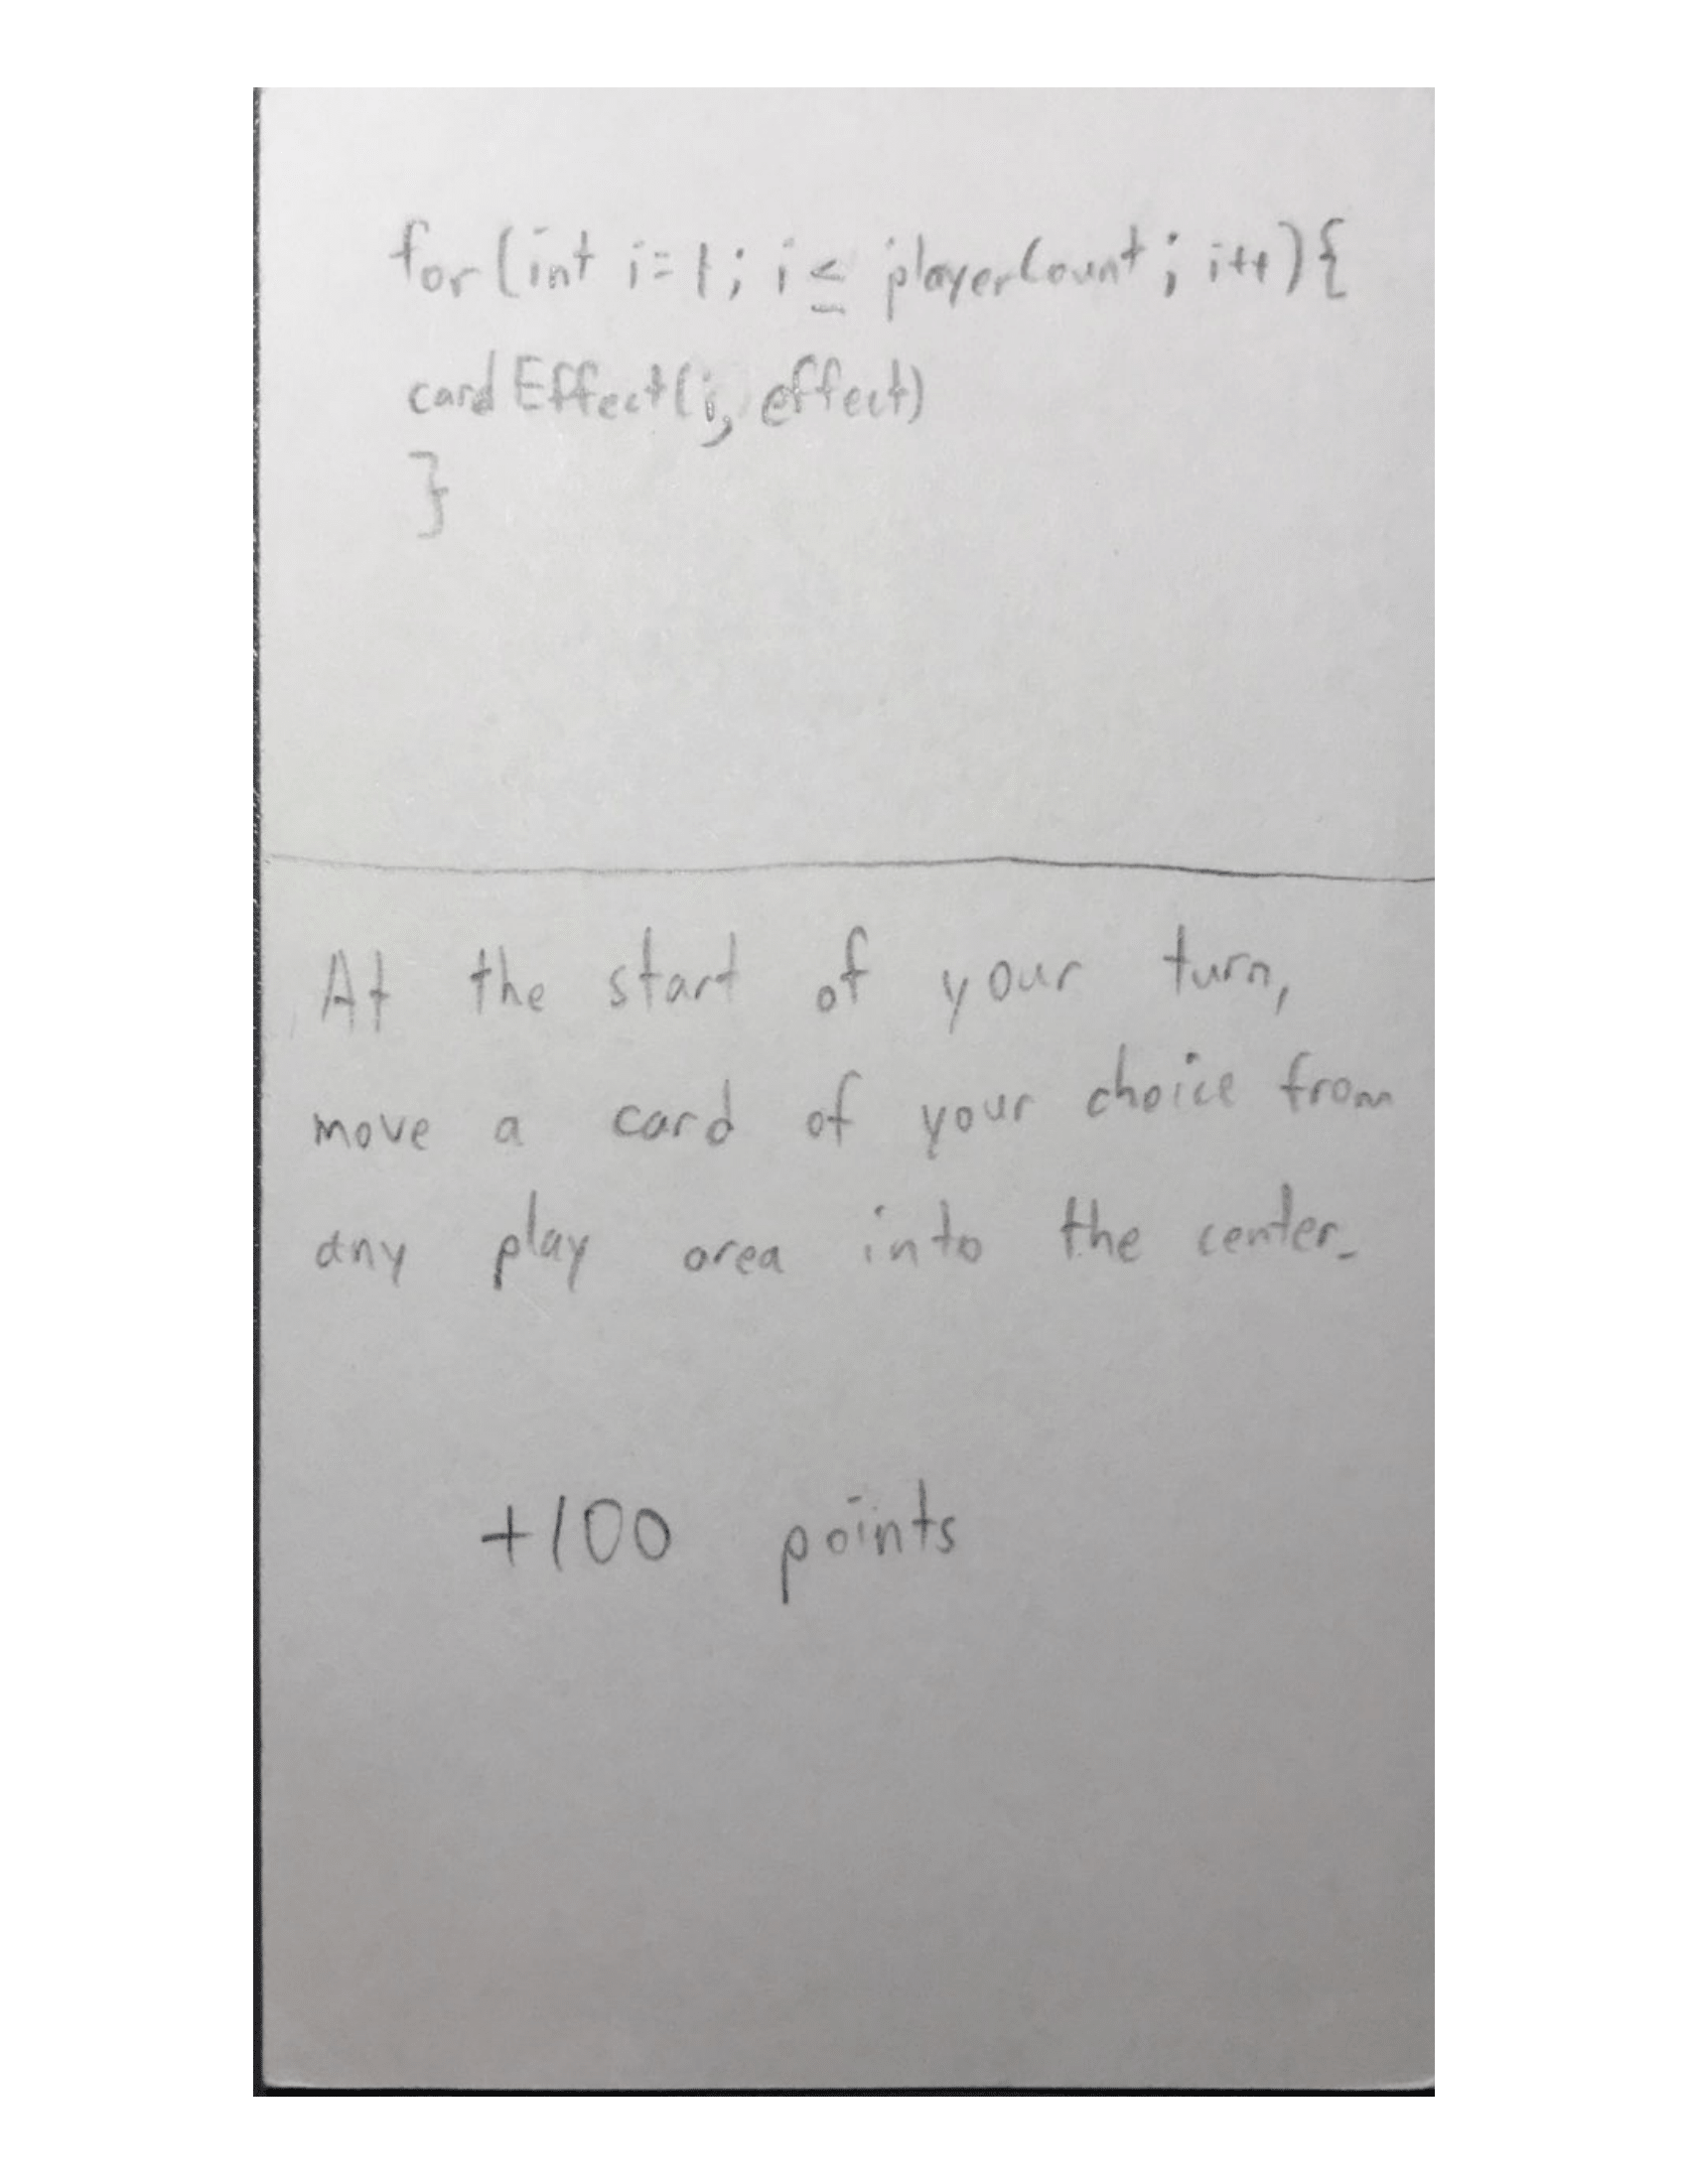 for(int i=1; i≤ playerCount; i++){
cardEffect(i, effect)
}
At the start of your turn,
move a card of your choice from
any play area into the center.
+100 points